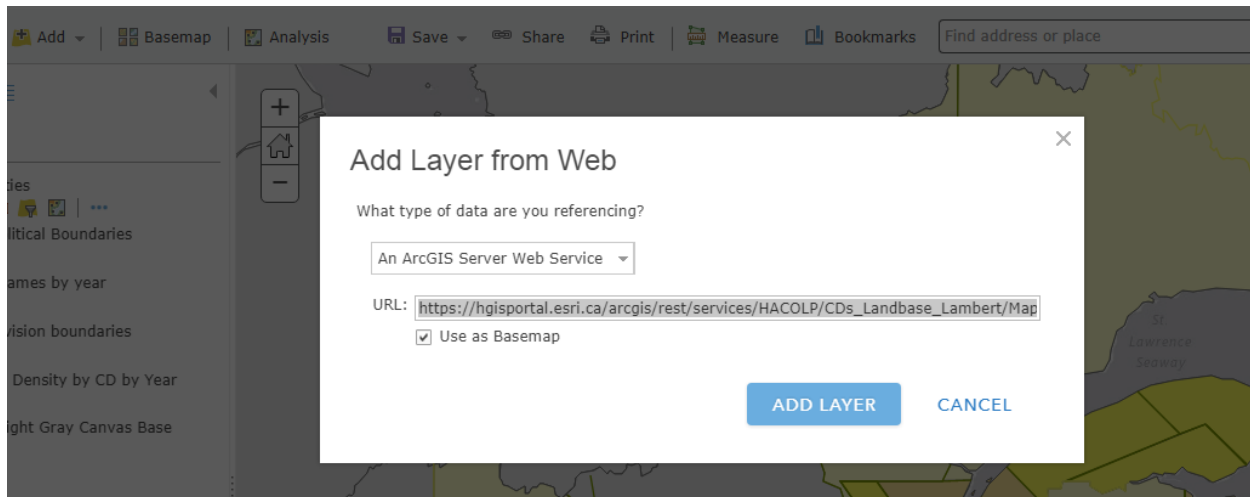 Add Basemap Analysis Save Share Print Measure Bookmarks Find address or place
Add Layer from Web
What type of data are you referencing?
An ArcGIS Server Web Service
URL: https://hgisportal.esri.ca/arcgis/rest/services/HACOLP/CDs_Landbase_Lambert/Map
Use as Basemap
ADD LAYER CANCEL
ties
litical Boundaries
ames by year
vision boundaries
Density by CD by Year
ight Gray Canvas Base
St.
Lawrence
Seaway